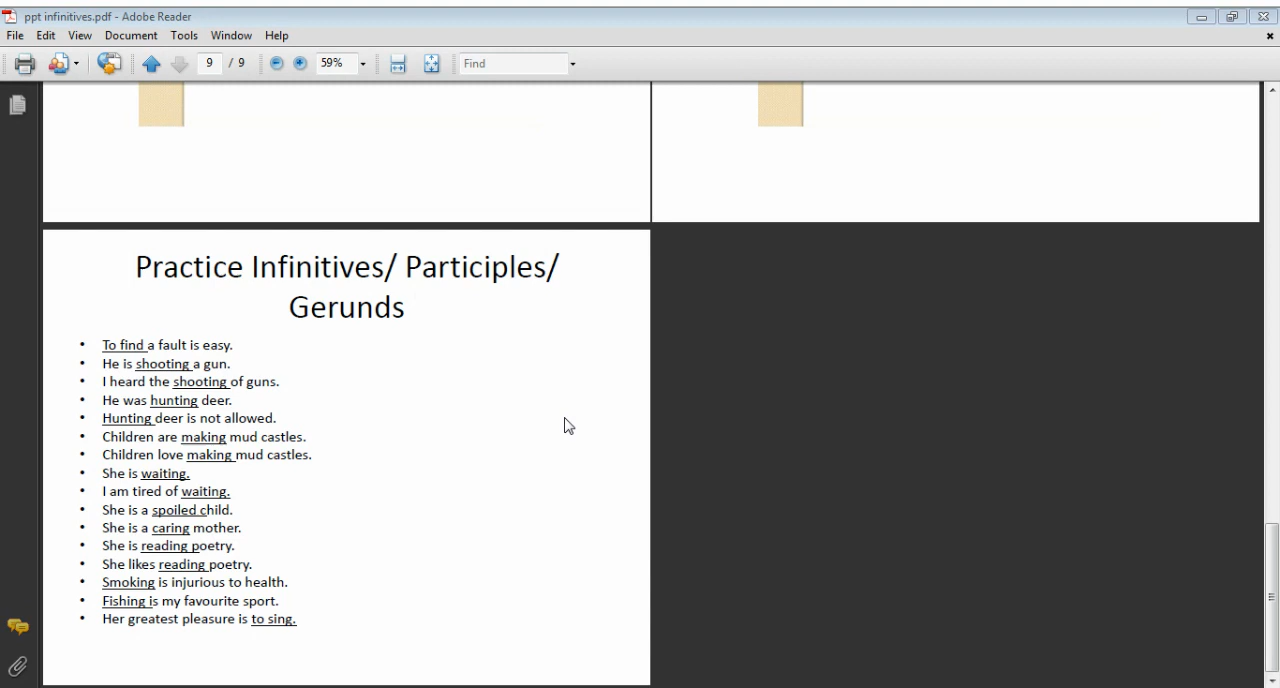 ppt infinitives.pdf - Adobe Reader
File Edit View Document Tools Window Help
9 / 9 59% Find
Practice Infinitives/ Participles/
Gerunds
• To find a fault is easy.
• He is shooting a gun.
• I heard the shooting of guns.
• He was hunting deer.
• Hunting deer is not allowed.
• Children are making mud castles.
• Children love making mud castles.
• She is waiting.
• I am tired of waiting.
• She is a spoiled child.
• She is a caring mother.
• She is reading poetry.
• She likes reading poetry.
• Smoking is injurious to health.
• Fishing is my favourite sport.
• Her greatest pleasure is to sing.